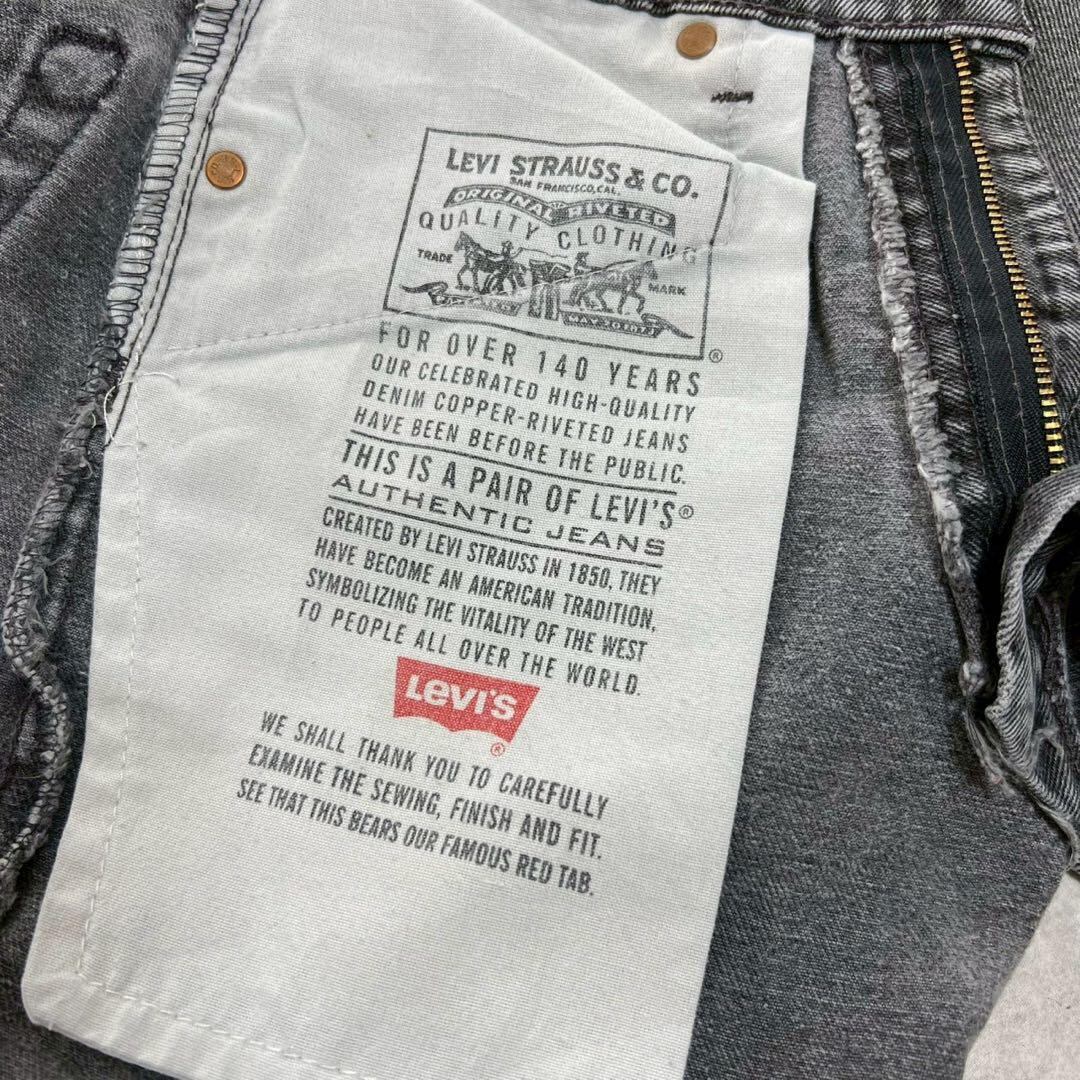 LEVI STRAUSS & CO.
SAN FRANCISCO, CAL.
ORIGINAL RIVETED
QUALITY CLOTHING
TRADE MARK
MAY 20 1873
®
FOR OVER 140 YEARS
OUR CELEBRATED HIGH-QUALITY
DENIM COPPER-RIVETED JEANS
HAVE BEEN BEFORE THE PUBLIC.
THIS IS A PAIR OF LEVI'S®
AUTHENTIC JEANS
CREATED BY LEVI STRAUSS IN 1850, THEY
HAVE BECOME AN AMERICAN TRADITION,
SYMBOLIZING THE VITALITY OF THE WEST
TO PEOPLE ALL OVER THE WORLD.
LEVI'S
®
WE SHALL THANK YOU TO CAREFULLY
EXAMINE THE SEWING, FINISH AND FIT.
SEE THAT THIS BEARS OUR FAMOUS RED TAB.